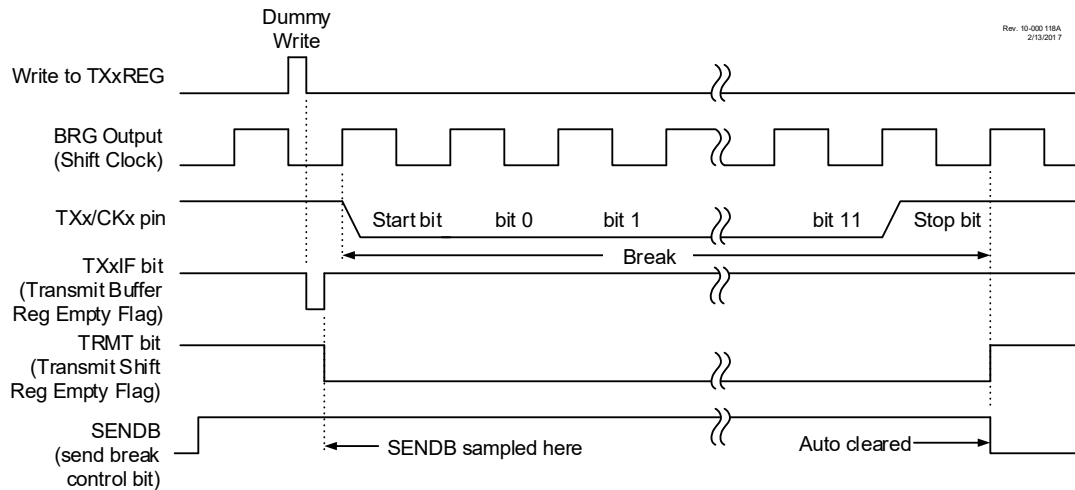 Dummy
Write
Rev. 10-000 118A
2/13/201 7
Write to TXxREG
BRG Output
(Shift Clock)
TXx/CKx pin
Start bit
bit 0
bit 1
bit 11
Stop bit
Break
TXxIF bit
(Transmit Buffer
Reg Empty Flag)
TRMT bit
(Transmit Shift
Reg Empty Flag)
SENDB
(send break
control bit)
SENDB sampled here
Auto cleared